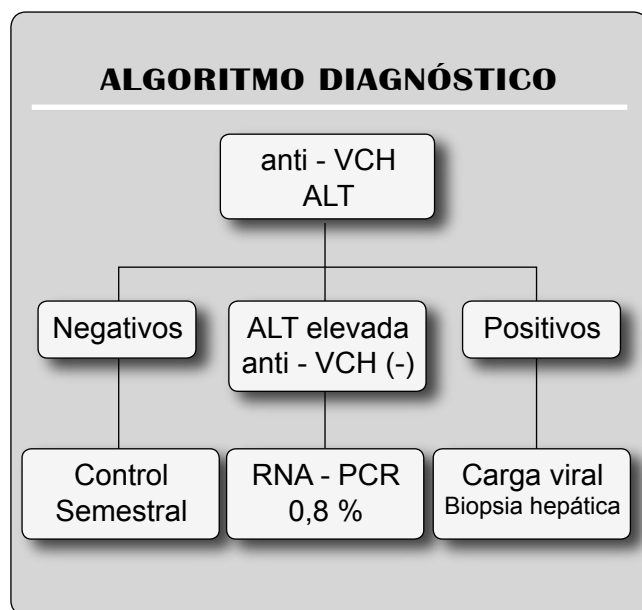 ALGORITMO DIAGNÓSTICO
anti - VCH
ALT
Negativos
ALT elevada
anti - VCH (-)
Positivos
Control
Semestral
RNA - PCR
0,8 %
Carga viral
Biopsia hepática